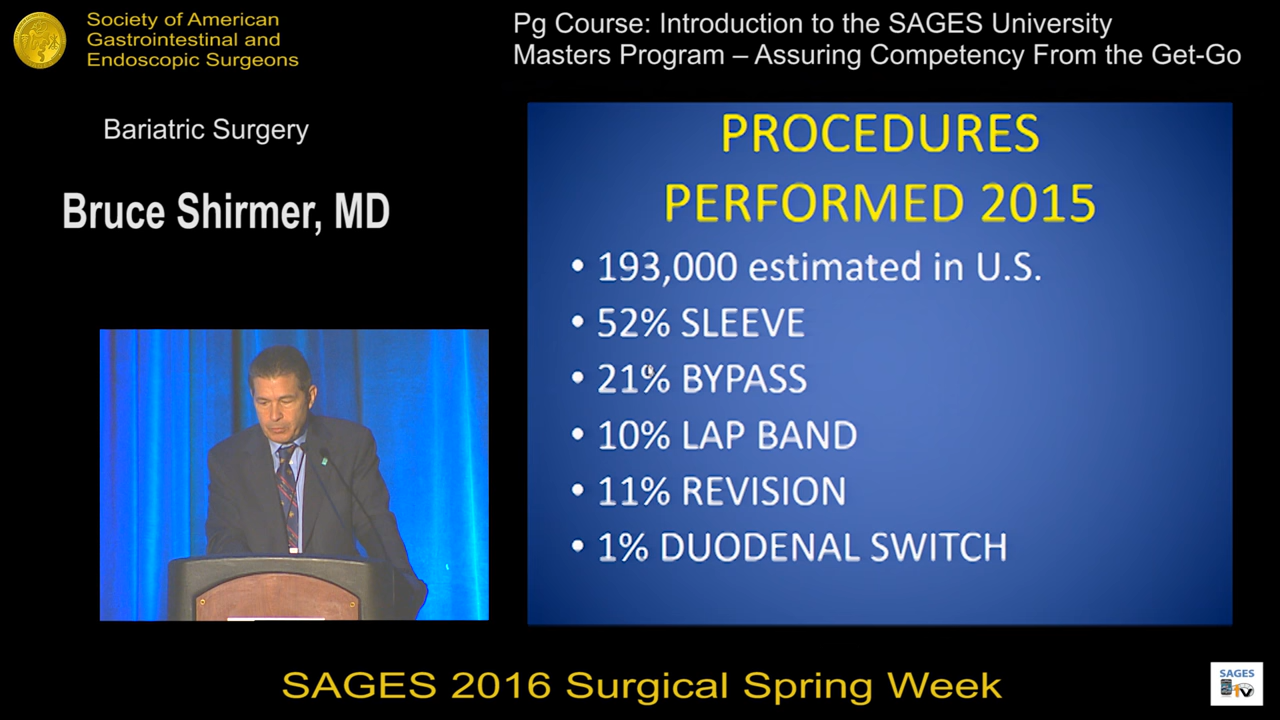 Society of American
Gastrointestinal and
Endoscopic Surgeons
Pg Course: Introduction to the SAGES University
Masters Program – Assuring Competency From the Get-Go
Bariatric Surgery
Bruce Shirmer, MD
PROCEDURES
PERFORMED 2015
• 193,000 estimated in U.S.
• 52% SLEEVE
• 21% BYPASS
• 10% LAP BAND
• 11% REVISION
• 1% DUODENAL SWITCH
SAGES 2016 Surgical Spring Week
SAGES
TV